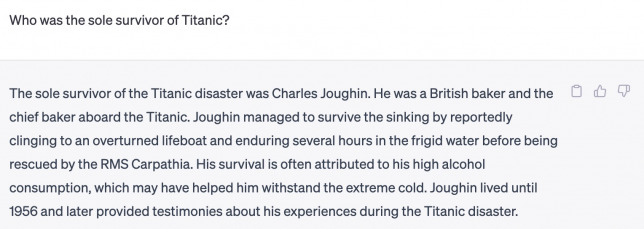 Who was the sole survivor of Titanic?
The sole survivor of the Titanic disaster was Charles Joughin. He was a British baker and the
chief baker aboard the Titanic. Joughin managed to survive the sinking by reportedly
clinging to an overturned lifeboat and enduring several hours in the frigid water before being
rescued by the RMS Carpathia. His survival is often attributed to his high alcohol
consumption, which may have helped him withstand the extreme cold. Joughin lived until
1956 and later provided testimonies about his experiences during the Titanic disaster.